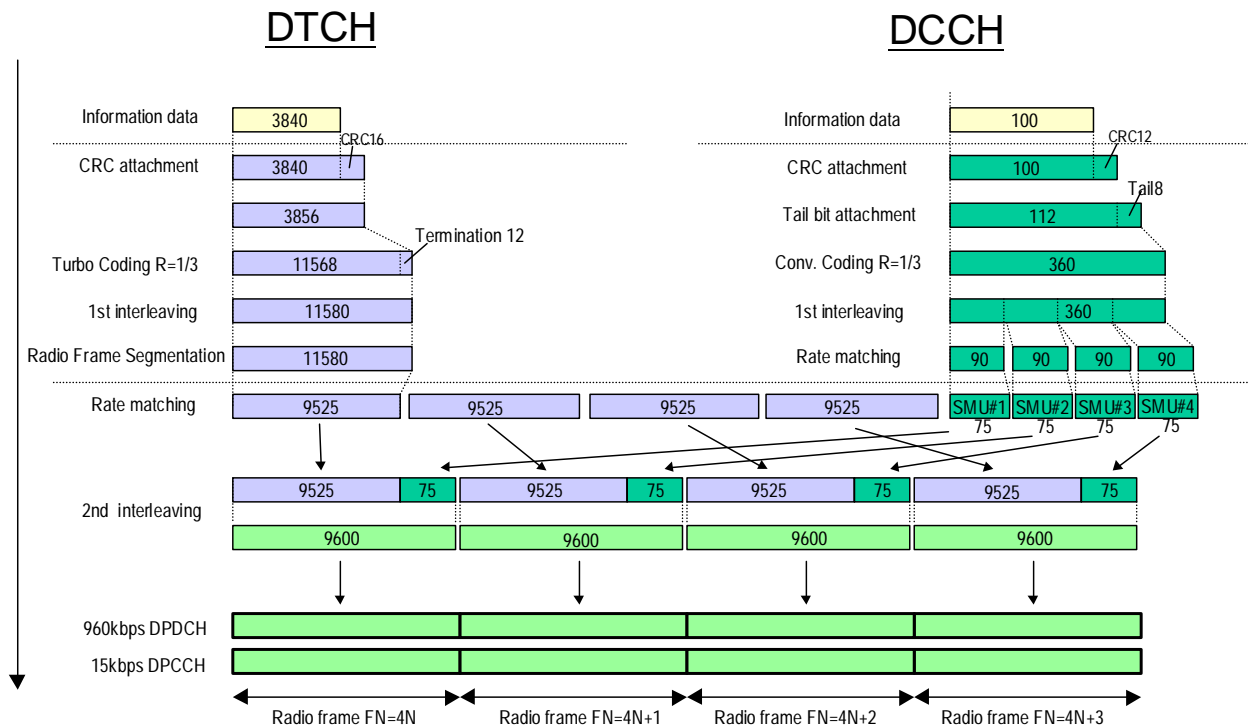 DTCH
DCCH
Information data
3840
Information data
100
CRC16
CRC12
CRC attachment
3840
CRC attachment
100
Tail8
3856
Tail bit attachment
112
Termination 12
Turbo Coding R=1/3
11568
Conv. Coding R=1/3
360
1st interleaving
11580
1st interleaving
360
Radio Frame Segmentation
11580
Rate matching
90 90 90 90
Rate matching
9525 9525 9525 9525
SMU#1 SMU#2 SMU#3 SMU#4
75 75 75 75
2nd interleaving
9525 75 9525 75 9525 75 9525 75
9600 9600 9600 9600
960kbps DPDCH
15kbps DPCCH
Radio frame FN=4N Radio frame FN=4N+1 Radio frame FN=4N+2 Radio frame FN=4N+3